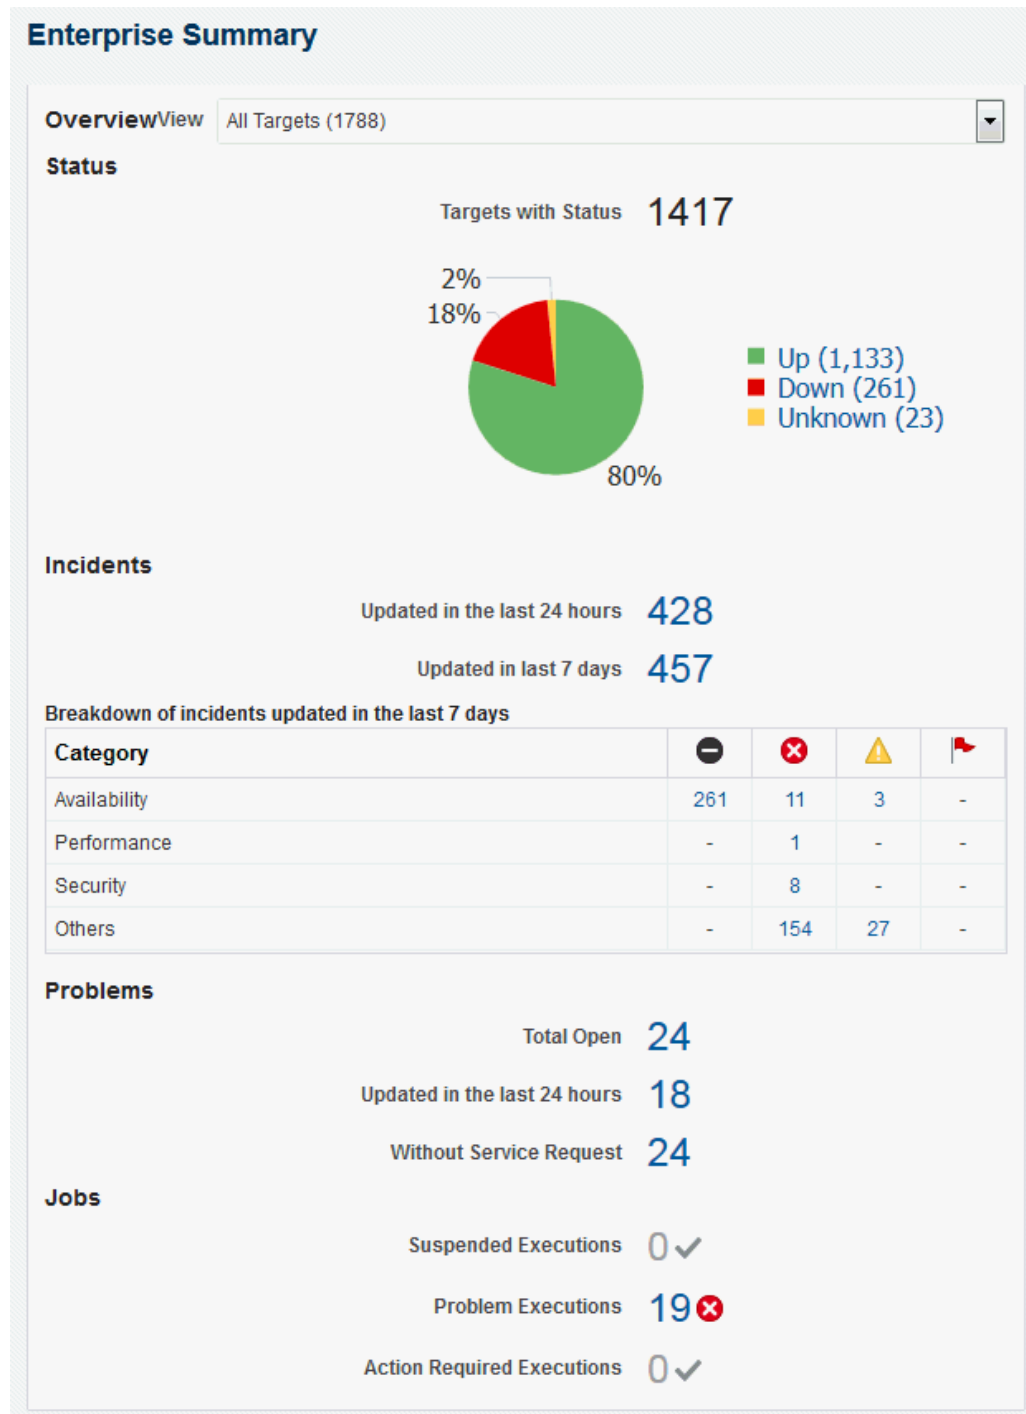 Enterprise Summary
Overview View All Targets (1788)
Status
Targets with Status 1417
2%
18%
Up (1,133)
Down (261)
Unknown (23)
80%
Incidents
Updated in the last 24 hours 428
Updated in last 7 days 457
Breakdown of incidents updated in the last 7 days
Category
Availability 261 11 3 -
Performance - 1 - -
Security - 8 - -
Others - 154 27 -
Problems
Total Open 24
Updated in the last 24 hours 18
Without Service Request 24
Jobs
Suspended Executions 0
Problem Executions 19
Action Required Executions 0